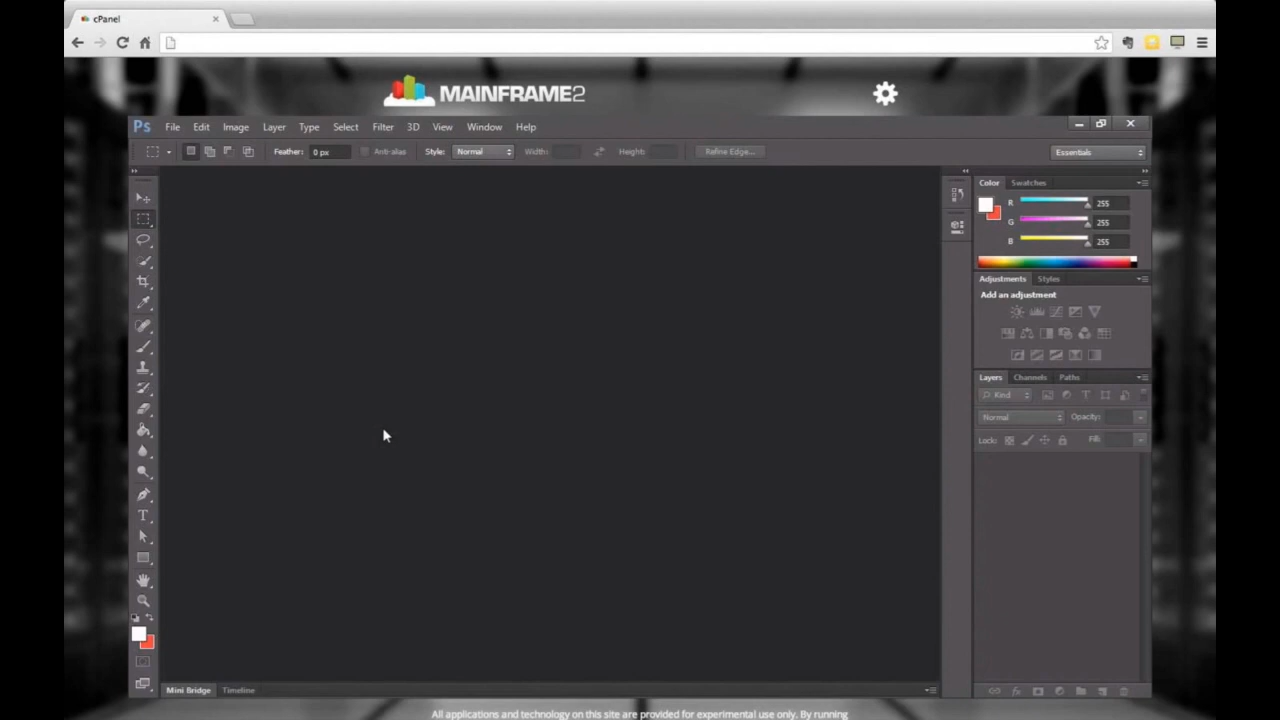 cPanel
MAINFRAME2
Ps File Edit Image Layer Type Select Filter 3D View Window Help
Feather: 0 px Anti-alias Style: Normal Width: Height: Refine Edge... Essentials
Color Swatches
R 255
G 255
B 255
Adjustments Styles
Add an adjustment
Layers Channels Paths
Kind
Normal Opacity:
Lock: Fill:
Mini Bridge Timeline
All applications and technology on this site are provided for experimental use only. By running